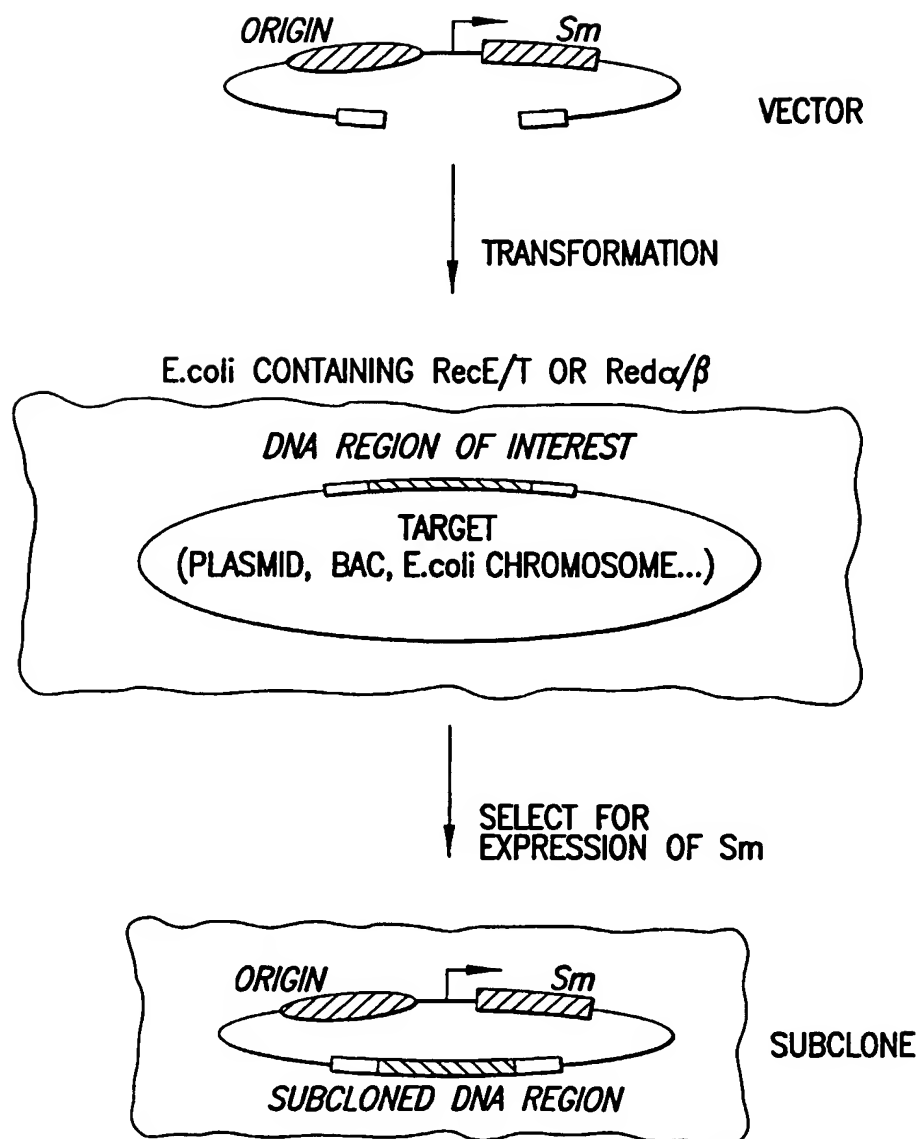 ORIGIN
Sm
VECTOR
TRANSFORMATION
E.coli CONTAINING RecE/T OR Redα/β
DNA REGION OF INTEREST
TARGET
(PLASMID, BAC, E.coli CHROMOSOME...)
SELECT FOR
EXPRESSION OF Sm
ORIGIN
Sm
SUBCLONE
SUBCLONED DNA REGION